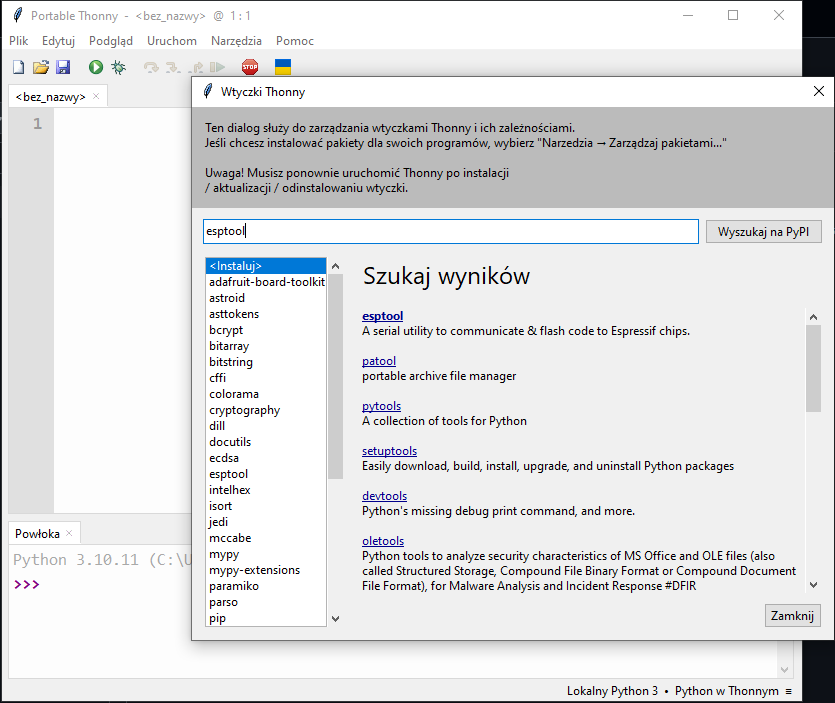 Portable Thonny - <bez_nazwy> @ 1 : 1
Plik Edytuj Podgląd Uruchom Narzędzia Pomoc
STOP
<bez_nazwy> ×
1
Wtyczki Thonny
Ten dialog służy do zarządzania wtyczkami Thonny i ich zależnościami.
Jeśli chcesz instalować pakiety dla swoich programów, wybierz "Narzedzia → Zarządzaj pakietami..."
Uwaga! Musisz ponownie uruchomić Thonny po instalacji
/ aktualizacji / odinstalowaniu wtyczki.
esptool
Wyszukaj na PyPI
<Instaluj>
adafruit-board-toolkit
astroid
asttokens
bcrypt
bitarray
bitstring
cffi
colorama
cryptography
dill
docutils
ecdsa
esptool
intelhex
isort
jedi
mccabe
mypy
mypy-extensions
paramiko
parso
pip
Szukaj wyników
esptool
A serial utility to communicate & flash code to Espressif chips.
patool
portable archive file manager
pytools
A collection of tools for Python
setuptools
Easily download, build, install, upgrade, and uninstall Python packages
devtools
Python's missing debug print command, and more.
oletools
Python tools to analyze security characteristics of MS Office and OLE files (also
called Structured Storage, Compound File Binary Format or Compound Document
File Format), for Malware Analysis and Incident Response #DFIR
Zamknij
Powłoka ×
Python 3.10.11 (C:\U
>>>
Lokalny Python 3 • Python w Thonnym ≡